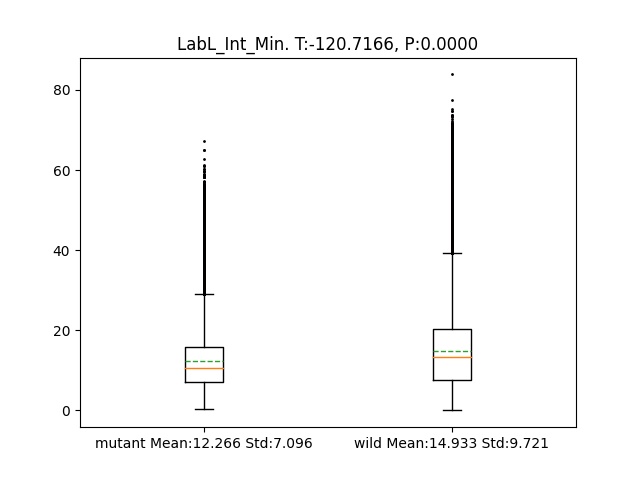 LabL_Int_Min. T:-120.7166, P:0.0000
80
60
40
20
0
mutant Mean:12.266 Std:7.096
wild Mean:14.933 Std:9.721